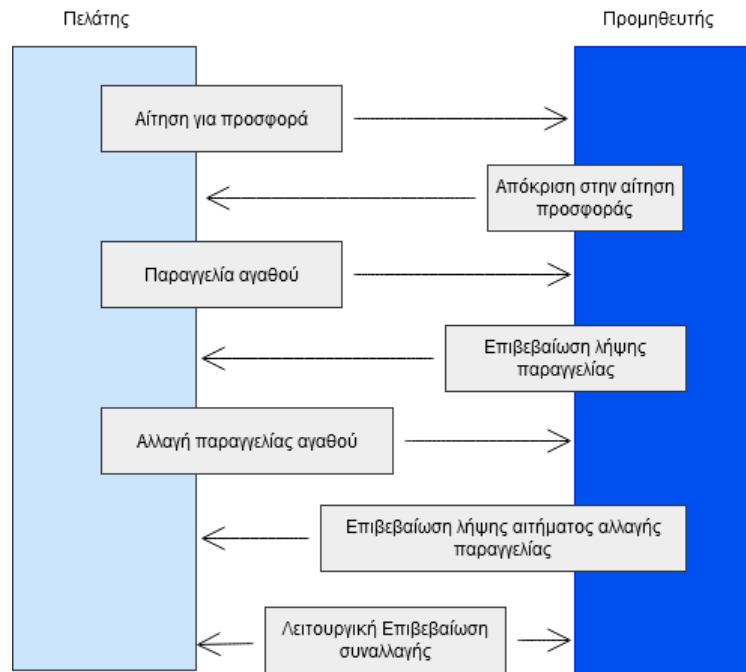 Πελάτης
Προμηθευτής
Αίτηση για προσφορά
Απόκριση στην αίτηση
προσφοράς
Παραγγελία αγαθού
Επιβεβαίωση λήψης
παραγγελίας
Αλλαγή παραγγελίας αγαθού
Επιβεβαίωση λήψης αιτήματος αλλαγής
παραγγελίας
Λειτουργική Επιβεβαίωση
συναλλαγής